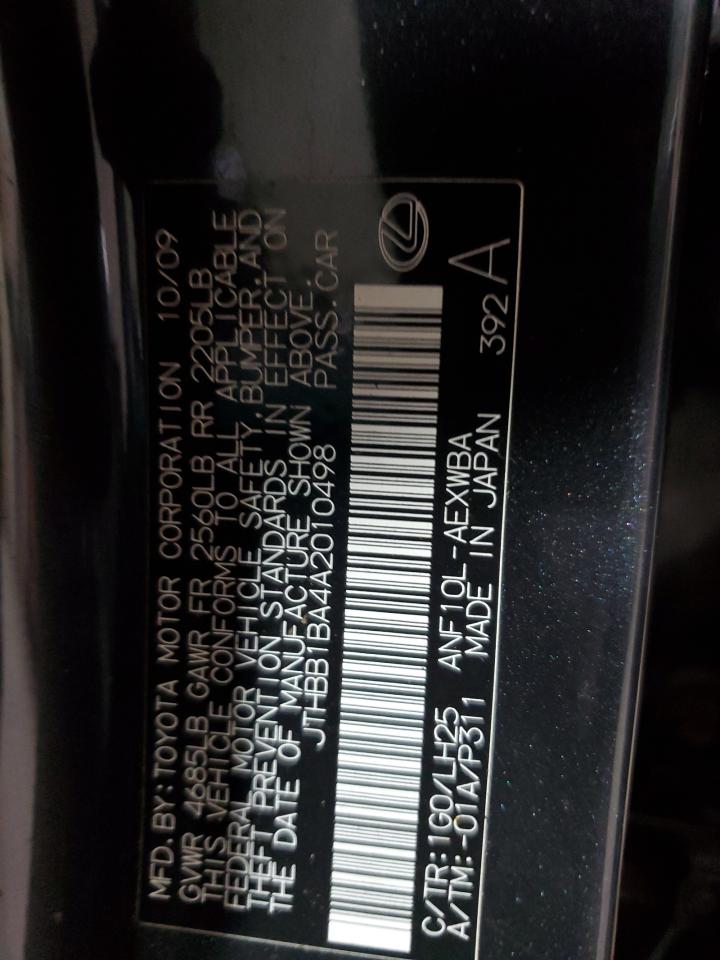 MFD. BY: TOYOTA MOTOR CORPORATION 10/09
GVWR 4685LB GAWR FR 2560LB RR 2205LB
THIS VEHICLE CONFORMS TO ALL APPLICABLE
FEDERAL MOTOR VEHICLE SAFETY, BUMPER, AND
THEFT PREVENTION STANDARDS IN EFFECT ON
THE DATE OF MANUFACTURE SHOWN ABOVE.
JTHBB1BA4A2010498 PASS. CAR
C/TR: 1G0/LH25 ANF10L-AEXWBA
A/TM: -01A/P311 MADE IN JAPAN 392 A